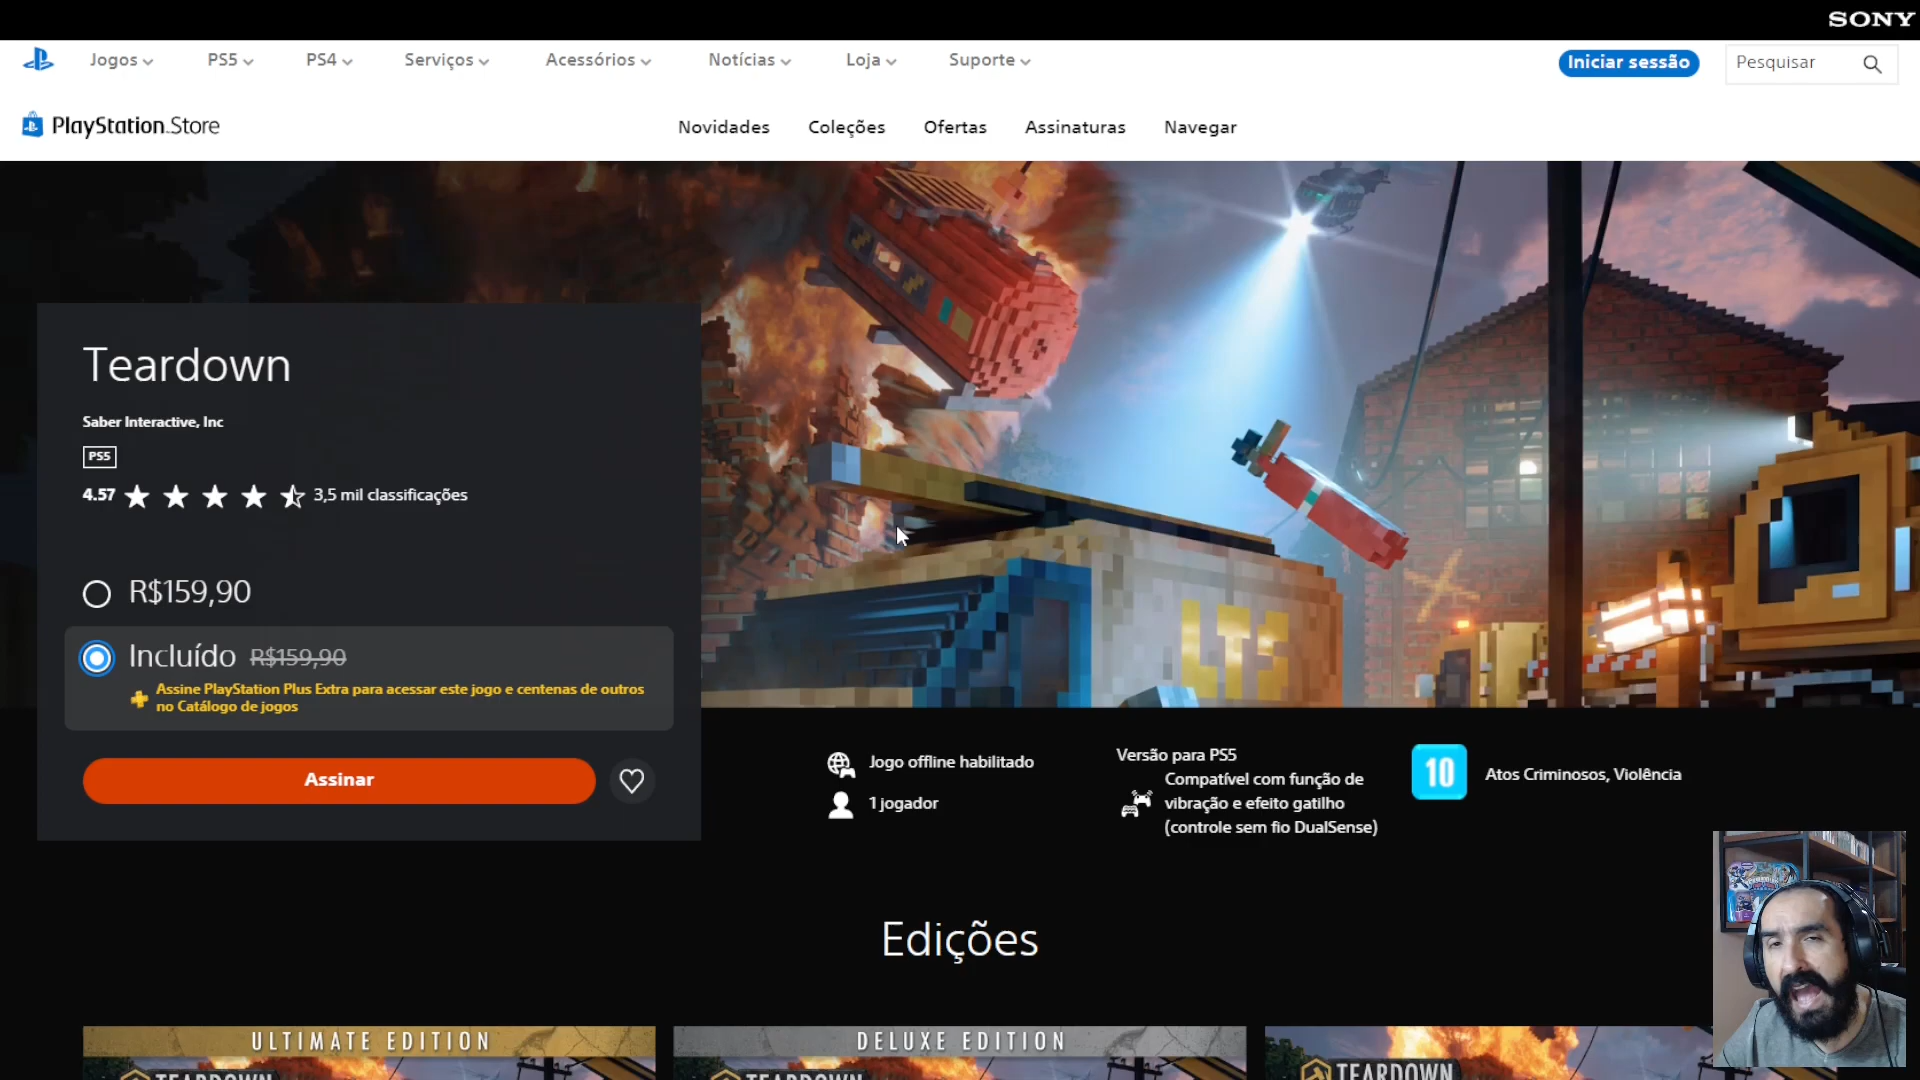 SONY
Jogos
PS5
PS4
Serviços
Acessórios
Notícias
Loja
Suporte
Iniciar sessão
Pesquisar
PlayStation Store
Novidades
Coleções
Ofertas
Assinaturas
Navegar
Teardown
Saber Interactive, Inc
PS5
4.57
3,5 mil classificações
R$159,90
Incluído R$159,90
Assine PlayStation Plus Extra para acessar este jogo e centenas de outros
no Catálogo de jogos
Assinar
LTS
Jogo offline habilitado
1 jogador
Versão para PS5
Compatível com função de
vibração e efeito gatilho
(controle sem fio DualSense)
10
Atos Criminosos, Violência
Edições
ULTIMATE EDITION
TEARDOWN
DELUXE EDITION
TEARDOWN
TEARDOWN